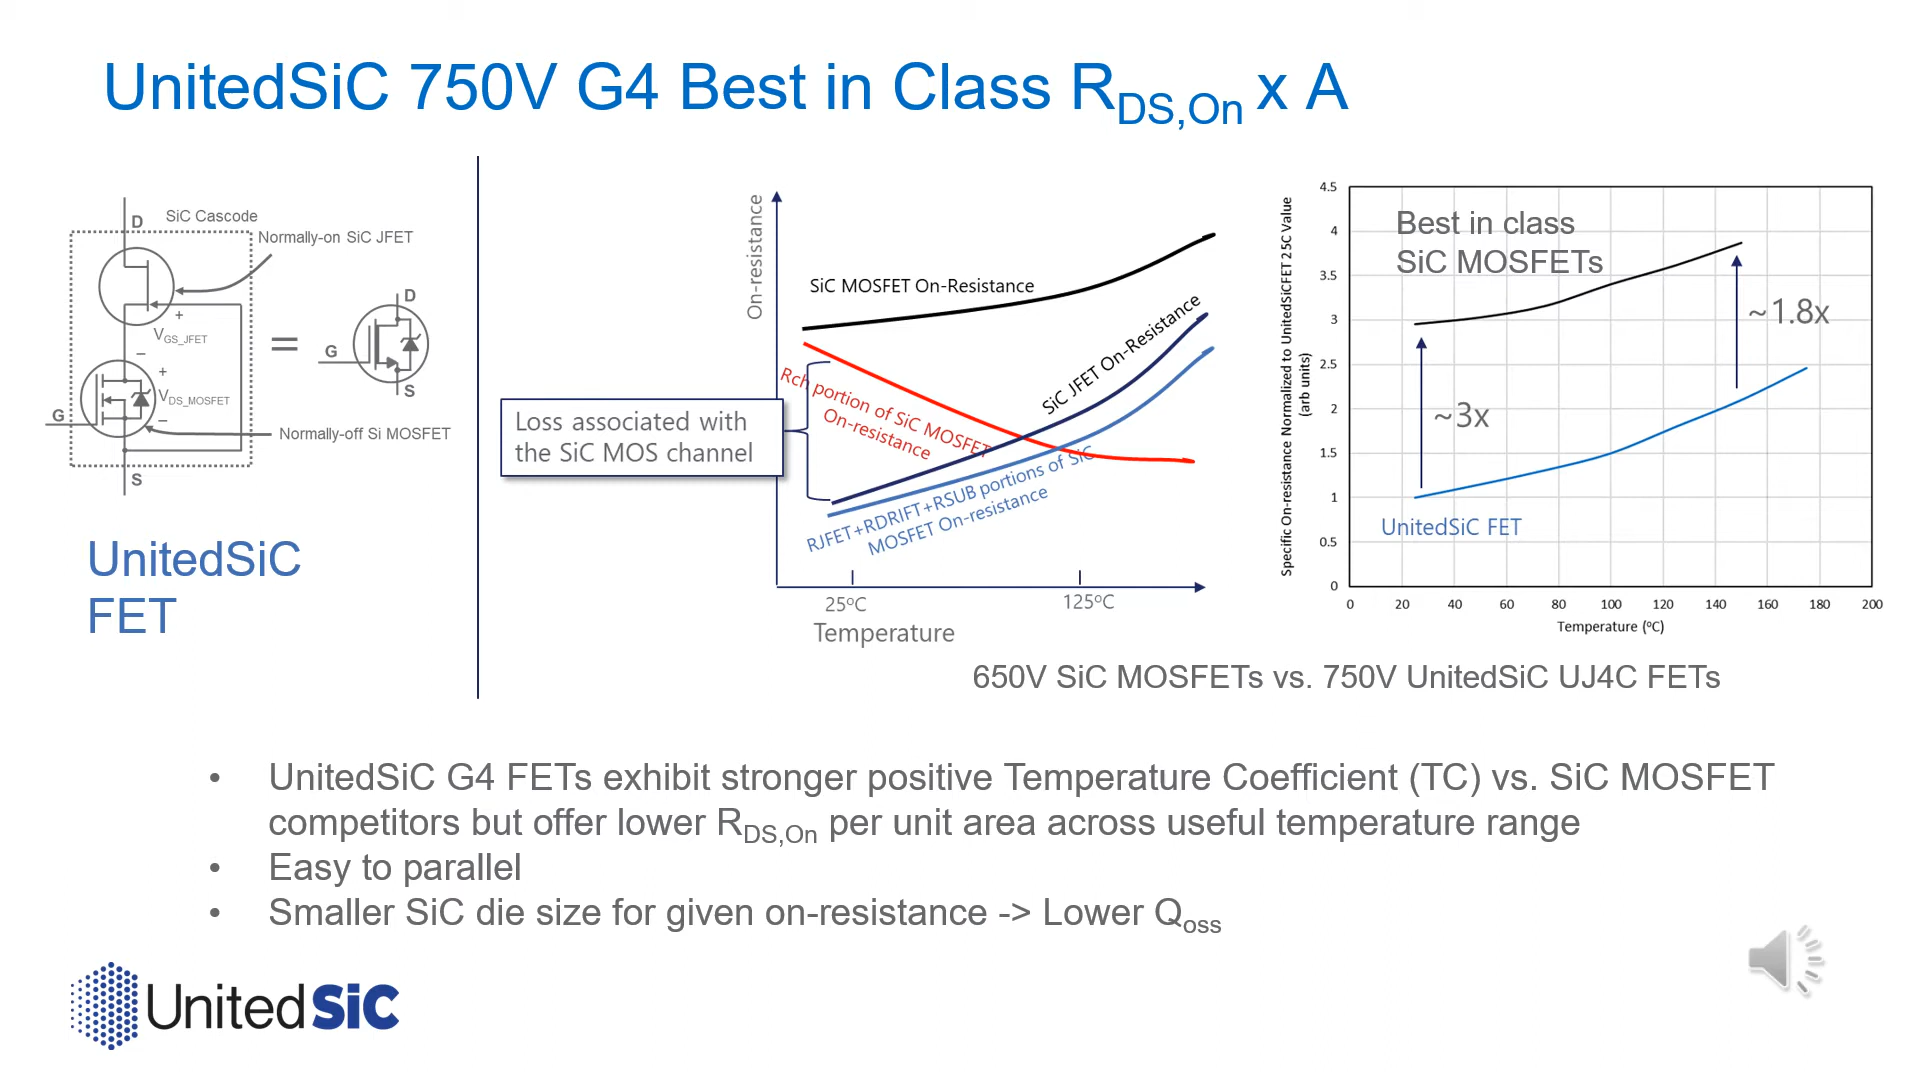 UnitedSiC 750V G4 Best in Class RDS,On x A
D
SiC Cascode
Normally-on SiC JFET
+
VGS_JFET
−
+
VDS_MOSFET
−
G
Normally-off Si MOSFET
S
=
D
G
S
UnitedSiC
FET
On-resistance
SiC MOSFET On-Resistance
SiC JFET On-Resistance
Rch portion of SiC MOSFET
On-resistance
Loss associated with
the SiC MOS channel
RJFET+RDRIFT+RSUB portions of SiC
MOSFET On-resistance
25ºC
125ºC
Temperature
Specific On-resistance Normalized to UnitedSiCFET 25C Value
(arb units)
4.5
4
3.5
3
2.5
2
1.5
1
0.5
0
Best in class
SiC MOSFETs
~3x
~1.8x
UnitedSiC FET
0 20 40 60 80 100 120 140 160 180 200
Temperature (ºC)
650V SiC MOSFETs vs. 750V UnitedSiC UJ4C FETs
• UnitedSiC G4 FETs exhibit stronger positive Temperature Coefficient (TC) vs. SiC MOSFET
competitors but offer lower RDS,On per unit area across useful temperature range
• Easy to parallel
• Smaller SiC die size for given on-resistance -> Lower Qoss
UnitedSiC